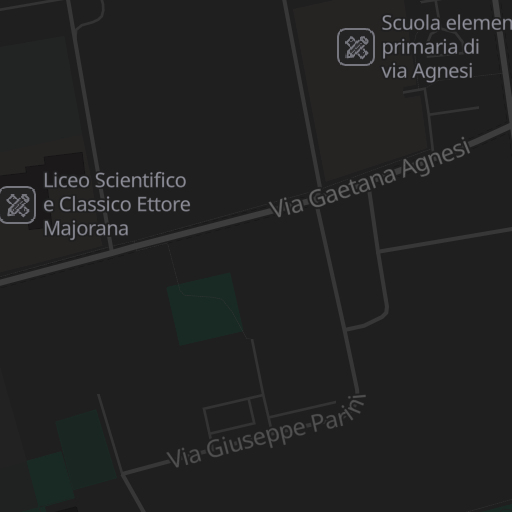 Scuola elemen
primaria di
via Agnesi
Via Gaetana Agnesi
Liceo Scientifico
e Classico Ettore
Majorana
Via Giuseppe Parini